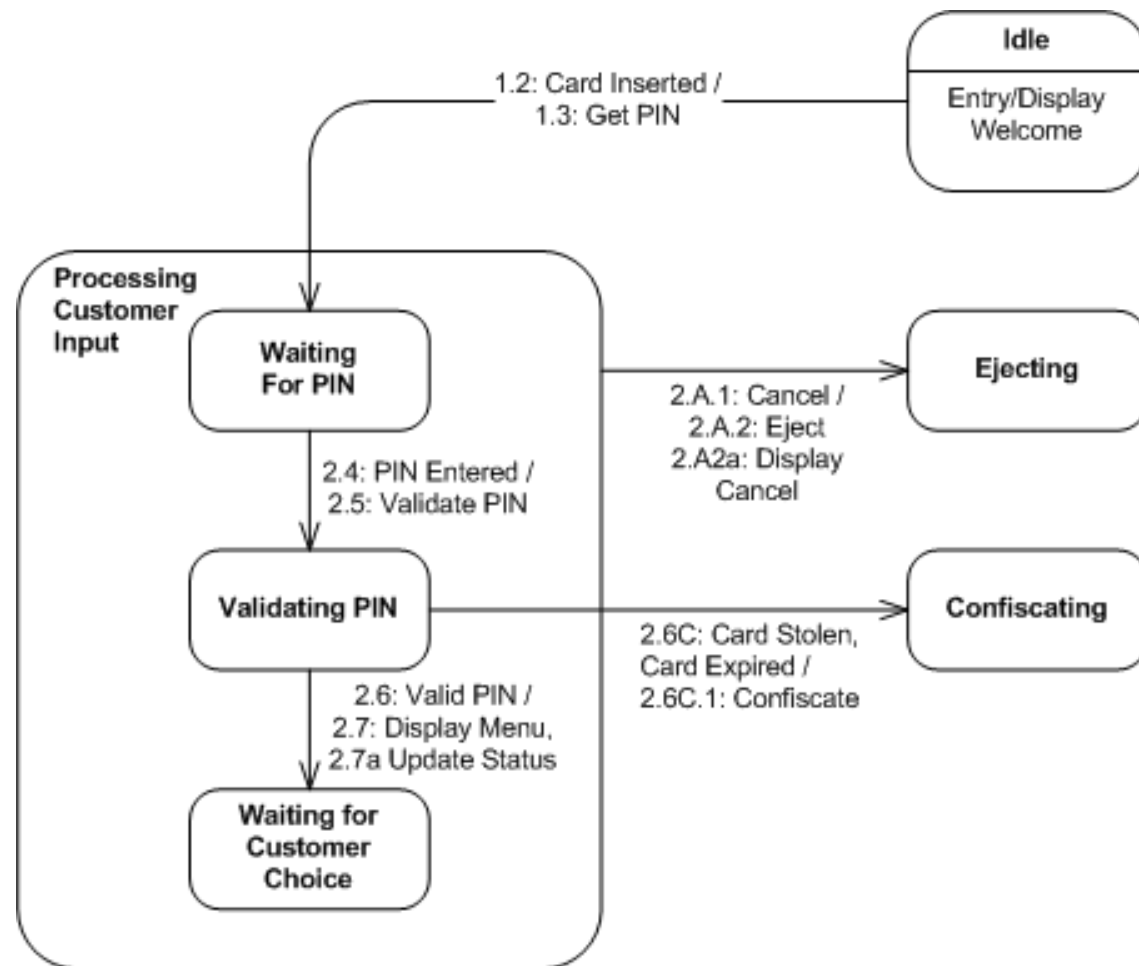 Idle
Entry/Display
Welcome
1.2: Card Inserted /
1.3: Get PIN
Processing
Customer
Input
Waiting
For PIN
Ejecting
2.A.1: Cancel /
2.A.2: Eject
2.A2a: Display
Cancel
2.4: PIN Entered /
2.5: Validate PIN
Validating PIN
Confiscating
2.6C: Card Stolen,
Card Expired /
2.6C.1: Confiscate
2.6: Valid PIN /
2.7: Display Menu,
2.7a Update Status
Waiting for
Customer
Choice